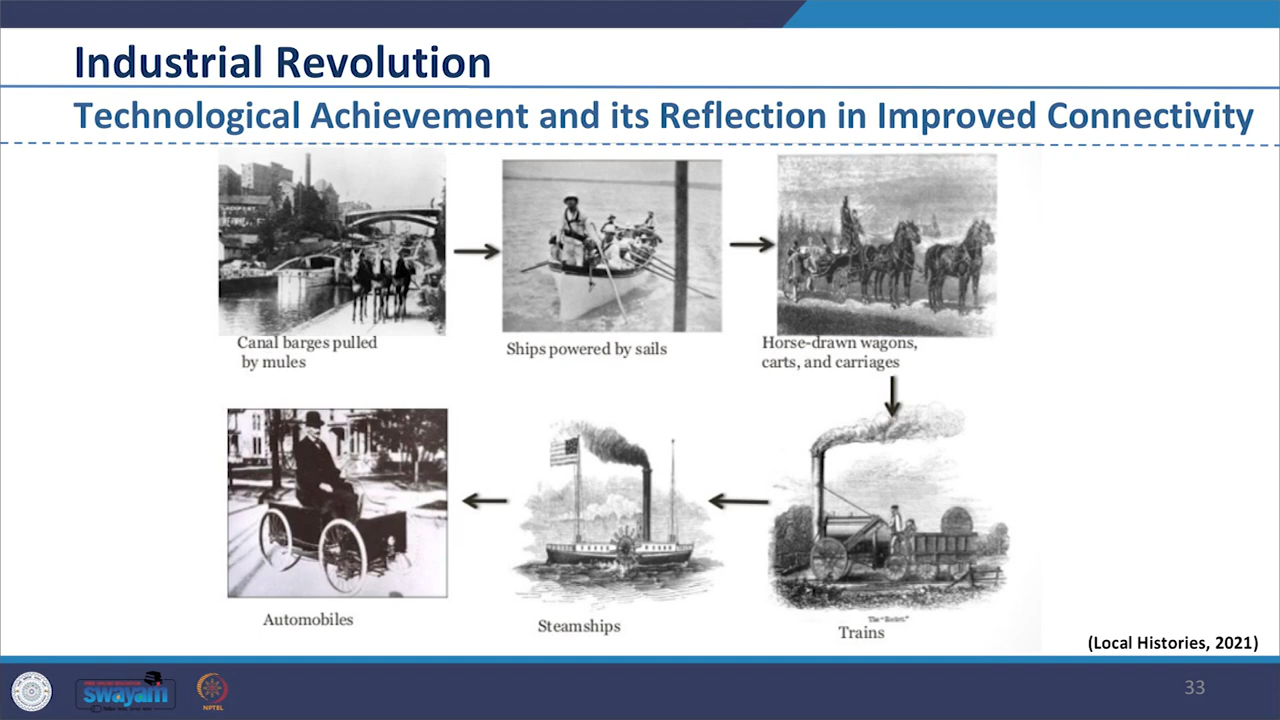 Industrial Revolution
Technological Achievement and its Reflection in Improved Connectivity
Canal barges pulled
by mules
Ships powered by sails
Horse-drawn wagons,
carts, and carriages
Automobiles
Steamships
The "Rocket."
Trains
(Local Histories, 2021)
swayam
NPTEL
33